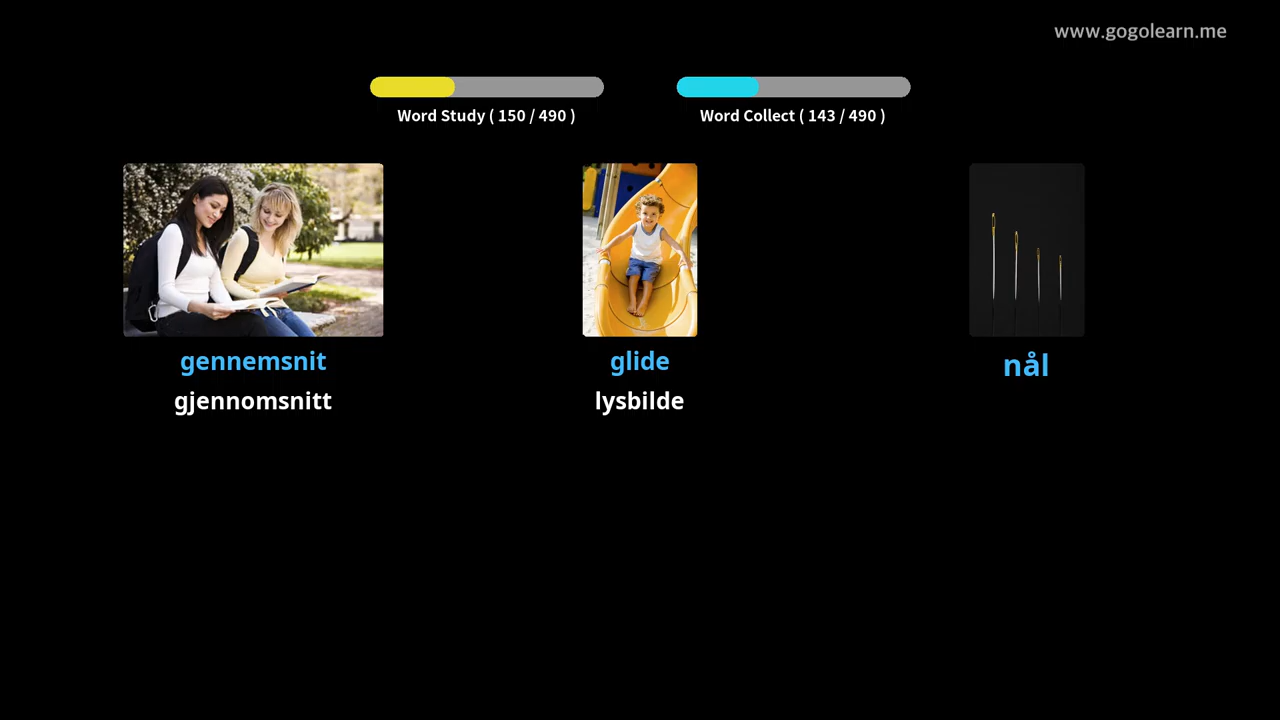 www.gogolearn.me
Word Study ( 150 / 490 )
Word Collect ( 143 / 490 )
gennemsnit
gjennomsnitt
glide
lysbilde
nål